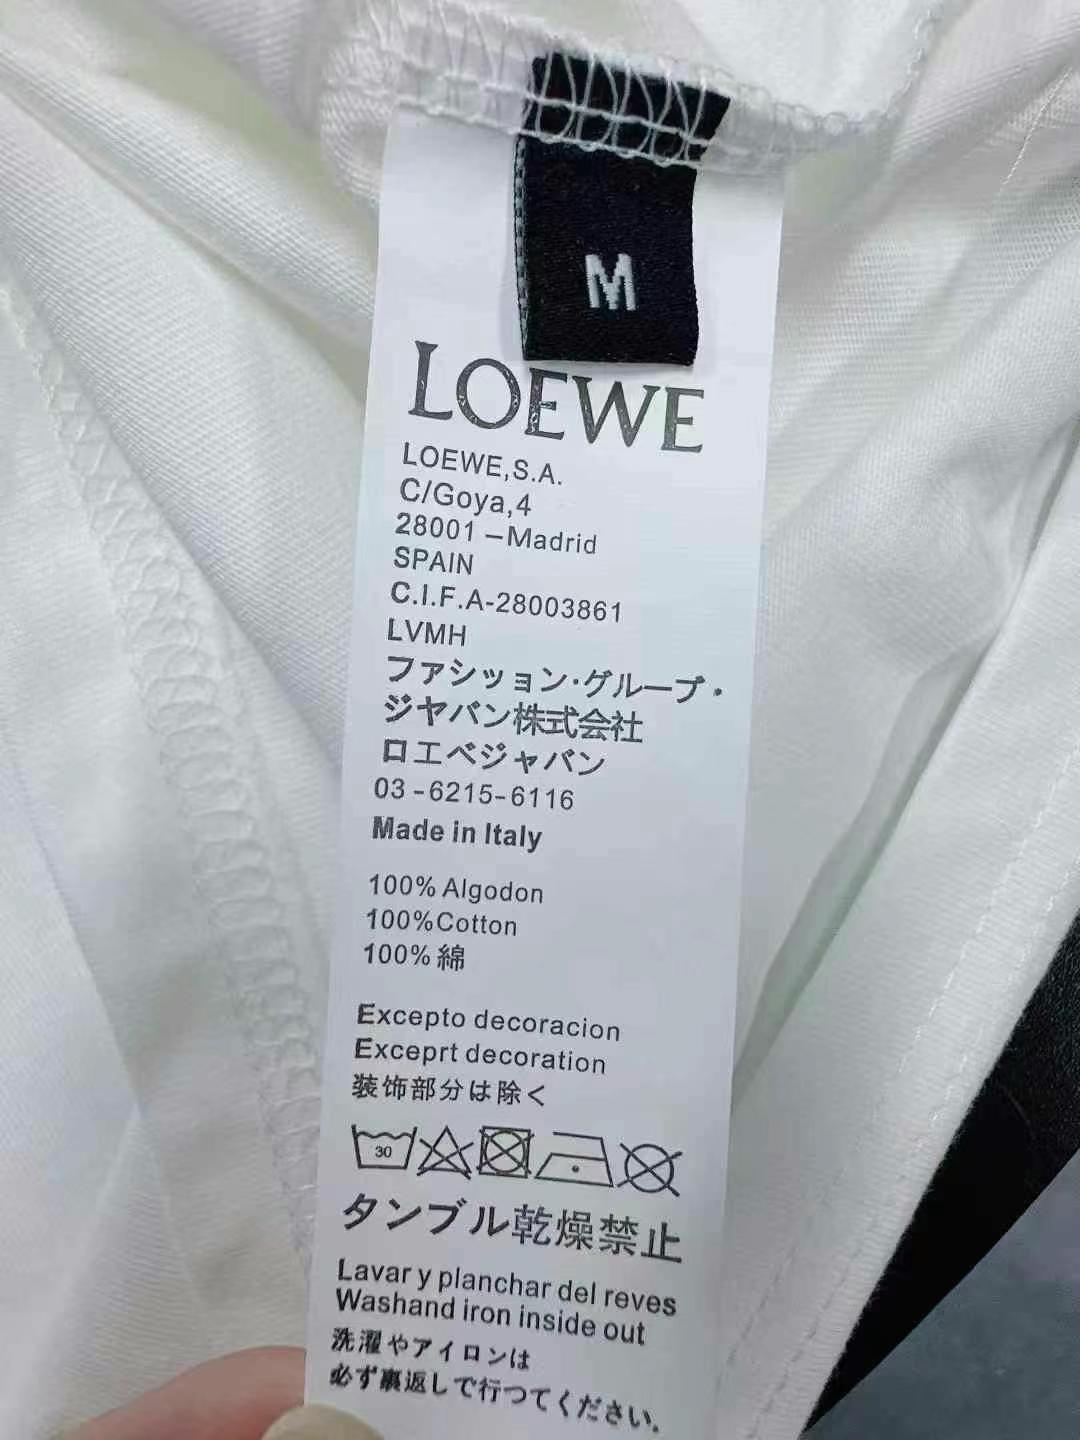 M
LOEWE
LOEWE,S.A.
C/Goya,4
28001 –Madrid
SPAIN
C.I.F.A-28003861
LVMH
ファッション·グループ・
ジヤバン株式会社
ロエベジャバン
03 -6215-6116
Made in Italy
100% Algodon
100%Cotton
100% 綿
Excepto decoracion
Exceprt decoration
装饰部分は除く
30
タンブル乾燥禁止
Lavar y planchar del reves
Washand iron inside out
洗濯やアイロンは
必ず裏返しで行つてください.